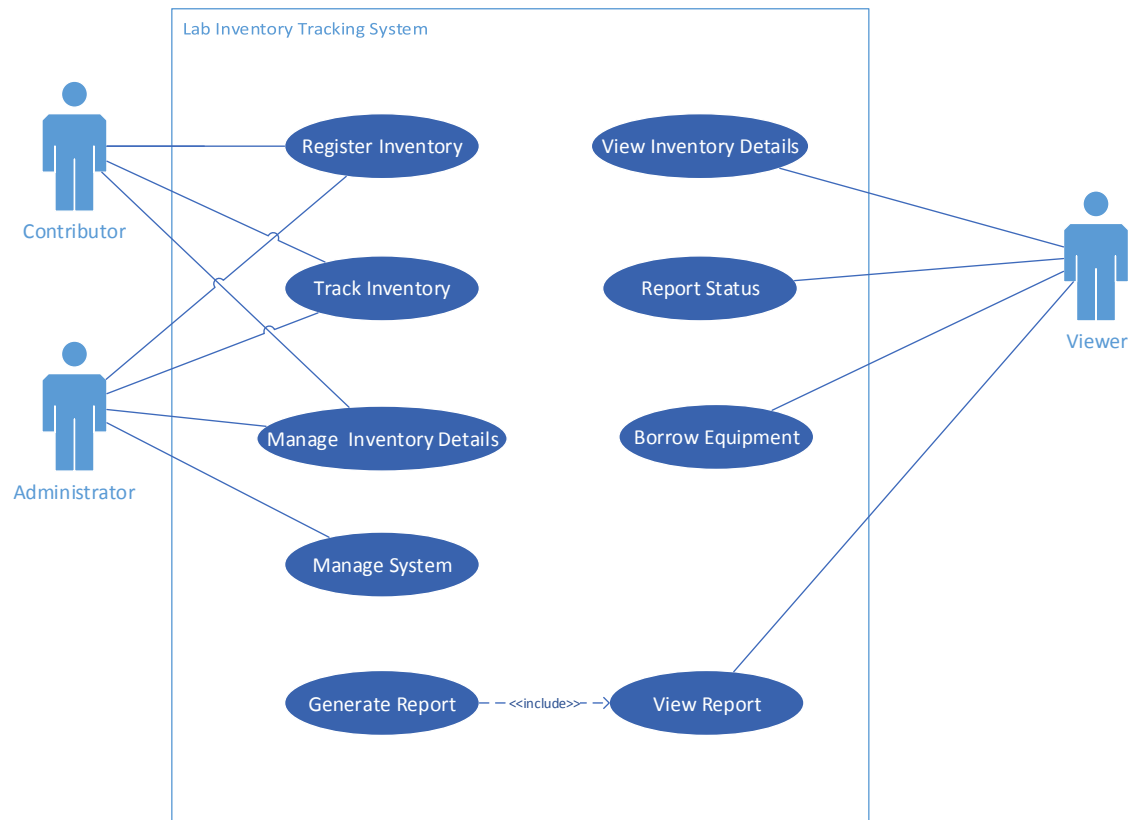 Lab Inventory Tracking System
Register Inventory
View Inventory Details
Contributor
Track Inventory
Report Status
Viewer
Manage  Inventory Details
Borrow Equipment
Administrator
Manage System
Generate Report
<<include>>
View Report